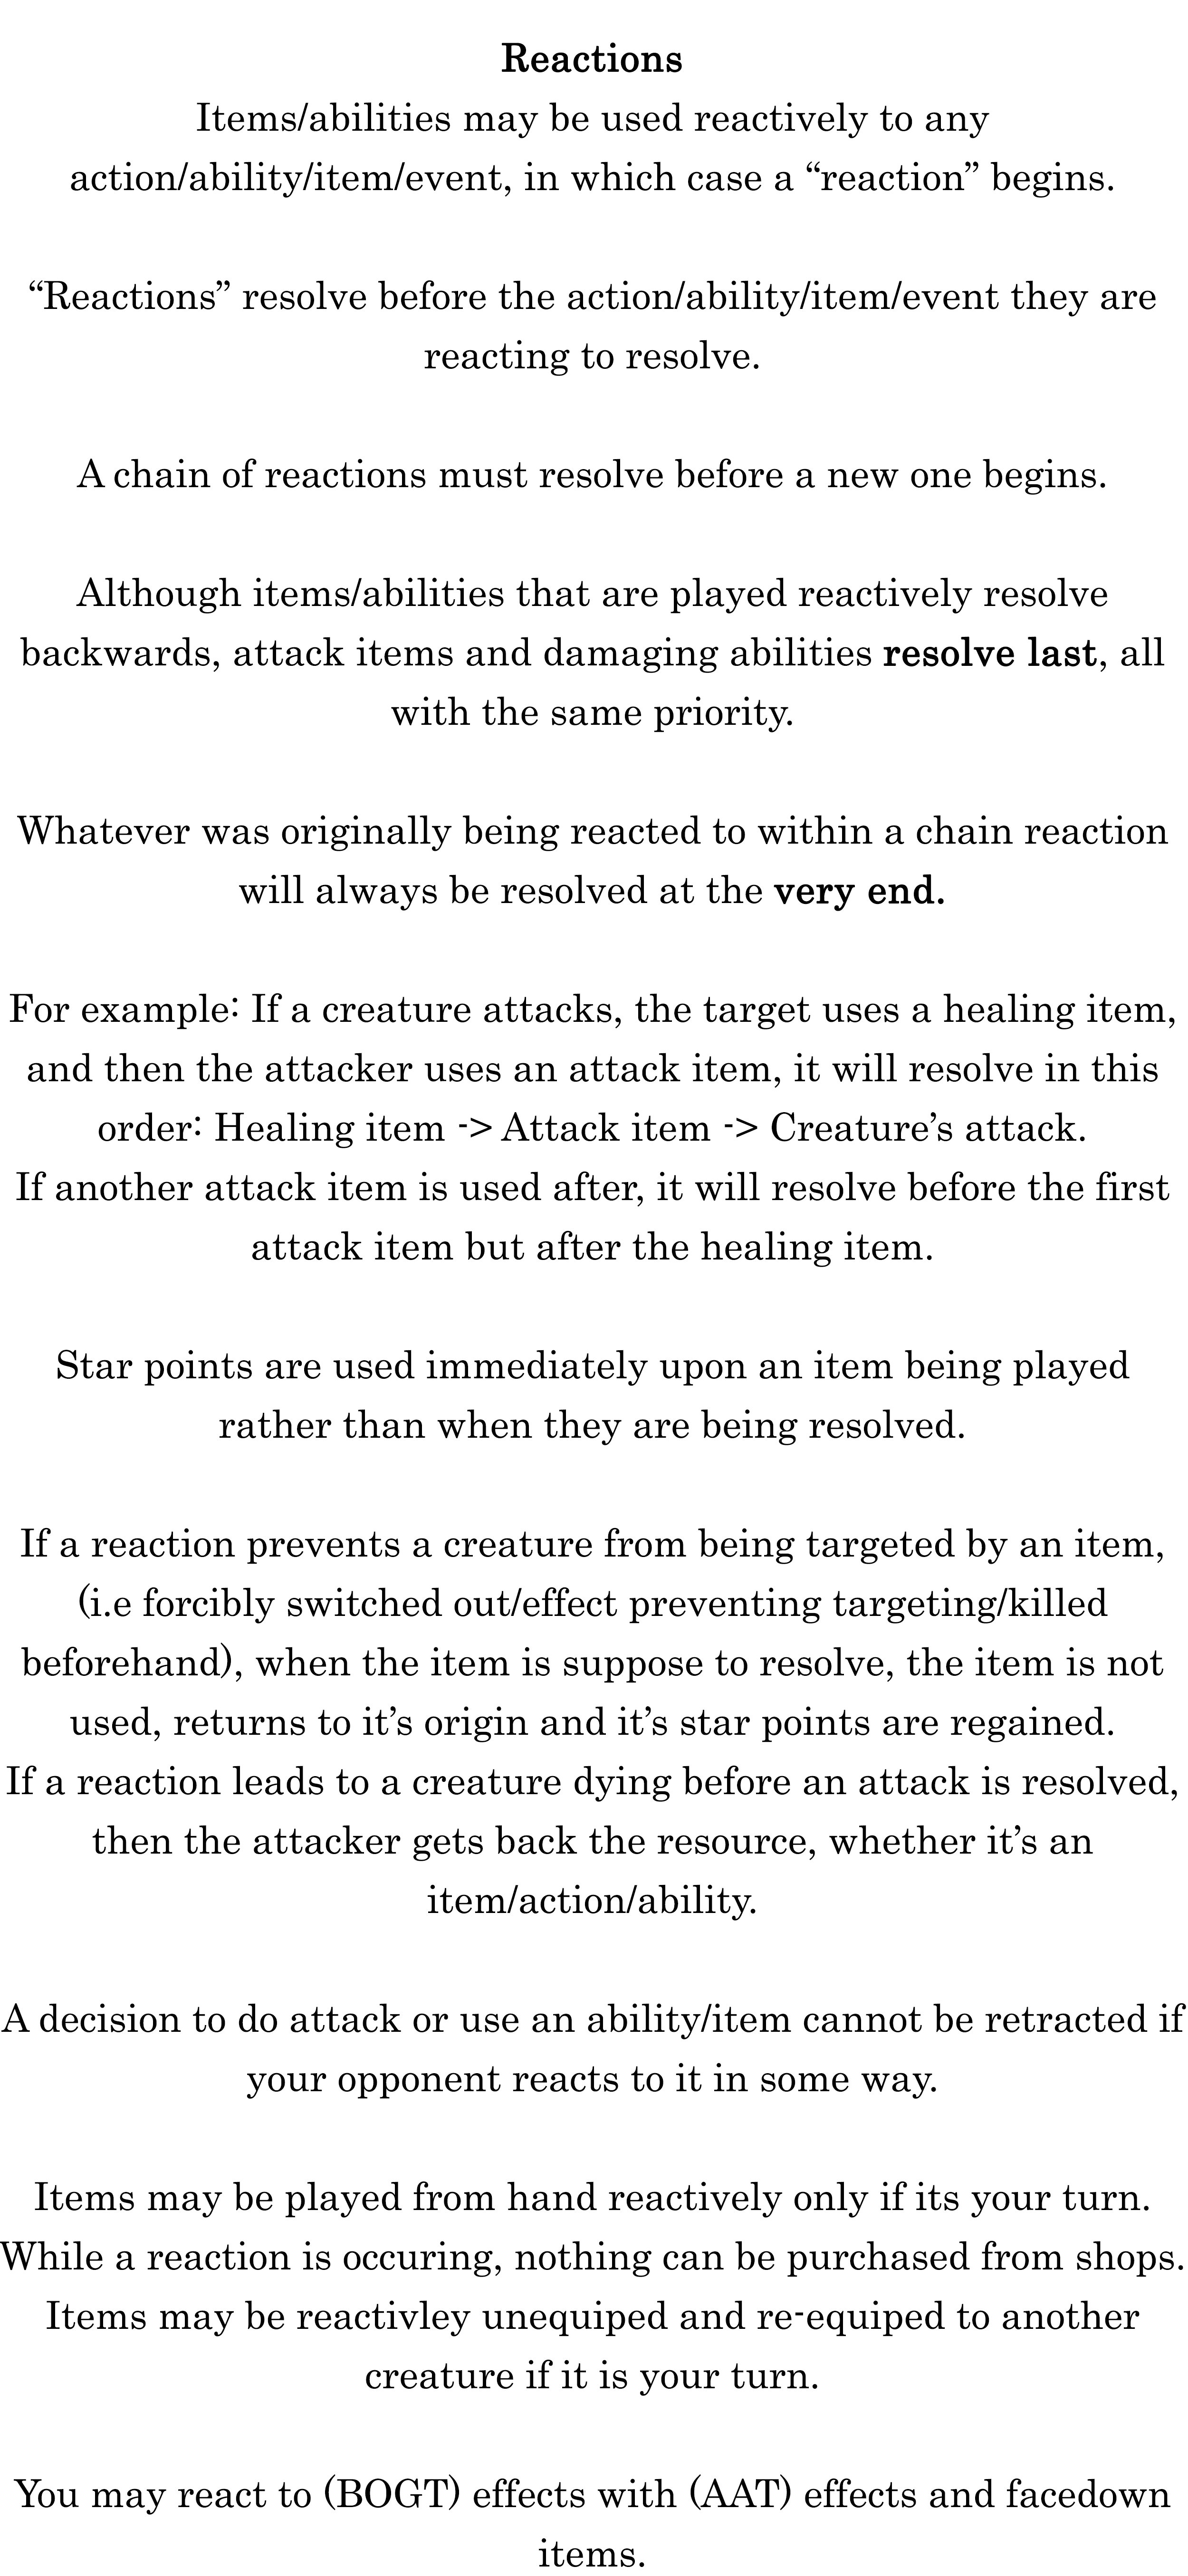 Reactions
Items/abilities may be used reactively to any
action/ability/item/event, in which case a “reaction” begins.
“Reactions” resolve before the action/ability/item/event they are
reacting to resolve.
A chain of reactions must resolve before a new one begins.
Although items/abilities that are played reactively resolve
backwards, attack items and damaging abilities resolve last, all
with the same priority.
Whatever was originally being reacted to within a chain reaction
will always be resolved at the very end.
For example: If a creature attacks, the target uses a healing item,
and then the attacker uses an attack item, it will resolve in this
order: Healing item -> Attack item -> Creature’s attack.
If another attack item is used after, it will resolve before the first
attack item but after the healing item.
Star points are used immediately upon an item being played
rather than when they are being resolved.
If a reaction prevents a creature from being targeted by an item,
(i.e forcibly switched out/effect preventing targeting/killed
beforehand), when the item is suppose to resolve, the item is not
used, returns to it’s origin and it’s star points are regained.
If a reaction leads to a creature dying before an attack is resolved,
then the attacker gets back the resource, whether it’s an
item/action/ability.
A decision to do attack or use an ability/item cannot be retracted if
your opponent reacts to it in some way.
Items may be played from hand reactively only if its your turn.
While a reaction is occuring, nothing can be purchased from shops.
Items may be reactivley unequiped and re-equiped to another
creature if it is your turn.
You may react to (BOGT) effects with (AAT) effects and facedown
items.